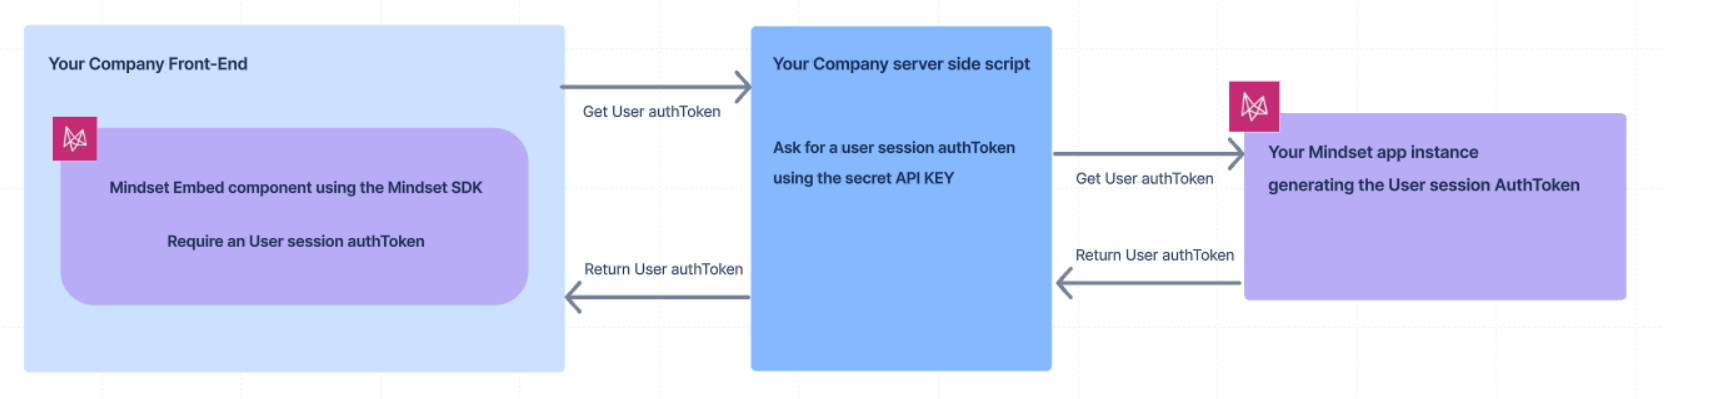 Your Company Front-End
Mindset Embed component using the Mindset SDK
Require an User session authToken
Get User authToken
Return User authToken
Your Company server side script
Ask for a user session authToken
using the secret API KEY
Get User authToken
Return User authToken
Your Mindset app instance
generating the User session AuthToken